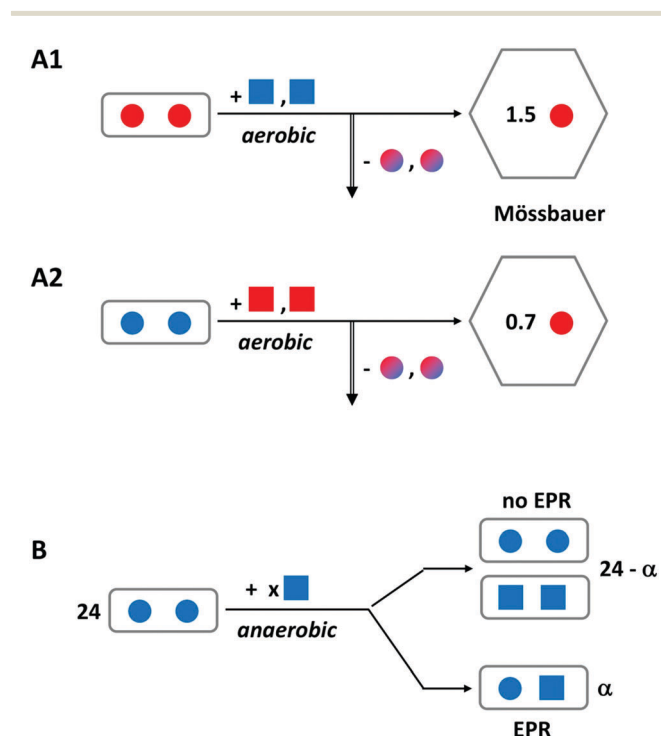 A1
+ ,
aerobic
- ,
1.5
Mössbauer
A2
+ ,
aerobic
- ,
0.7
no EPR
B
24
+ x
anaerobic
24 - α
α
EPR